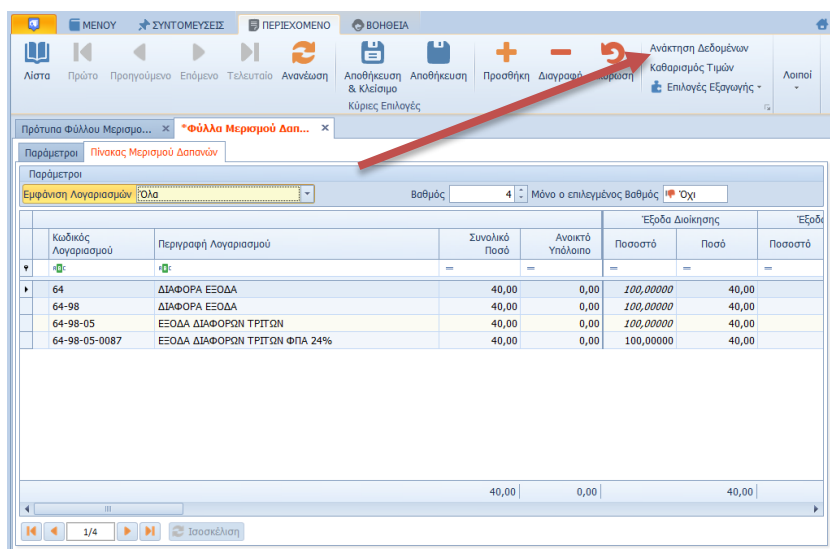 ΜΕΝΟΥ ΣΥΝΤΟΜΕΥΣΕΙΣ ΠΕΡΙΕΧΟΜΕΝΟ ΒΟΗΘΕΙΑ
Λίστα Πρώτο Προηγούμενο Επόμενο Τελευταίο Ανανέωση Αποθήκευση & Κλείσιμο Αποθήκευση Προσθήκη Διαγραφή
Ανάκτηση Δεδομένων
Καθαρισμός Τιμών
Επιλογές Εξαγωγής
Λοιποί
Κύριες Επιλογές
Πρότυπα Φύλλου Μερισμο... × *Φύλλα Μερισμού Δαπ... ×
Παράμετροι Πίνακας Μερισμού Δαπανών
Παράμετροι
Εμφάνιση Λογαριασμών Όλα Βαθμός 4 Μόνο ο επιλεγμένος Βαθμός Όχι
Έξοδα Διοίκησης Έξοδα
Κωδικός Λογαριασμού Περιγραφή Λογαριασμού Συνολικό Ποσό Ανοικτό Υπόλοιπο Ποσοστό Ποσό Ποσοστό
= = = = =
64 ΔΙΑΦΟΡΑ ΕΞΟΔΑ 40,00 0,00 100,00000 40,00
64-98 ΔΙΑΦΟΡΑ ΕΞΟΔΑ 40,00 0,00 100,00000 40,00
64-98-05 ΕΞΟΔΑ ΔΙΑΦΟΡΩΝ ΤΡΙΤΩΝ 40,00 0,00 100,00000 40,00
64-98-05-0087 ΕΞΟΔΑ ΔΙΑΦΟΡΩΝ ΤΡΙΤΩΝ ΦΠΑ 24% 40,00 0,00 100,00000 40,00
40,00 0,00 40,00
1/4 Ισοσκέλιση